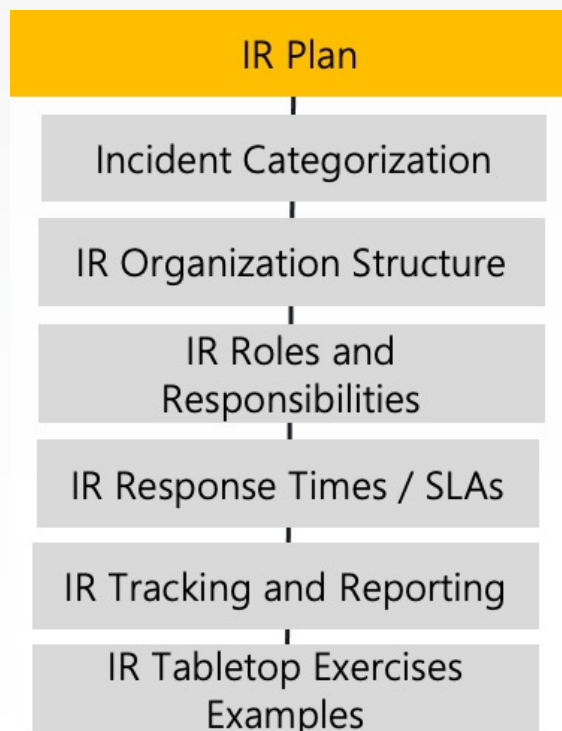 IR Plan
Incident Categorization
IR Organization Structure
IR Roles and
Responsibilities
IR Response Times / SLAs
IR Tracking and Reporting
IR Tabletop Exercises
Examples